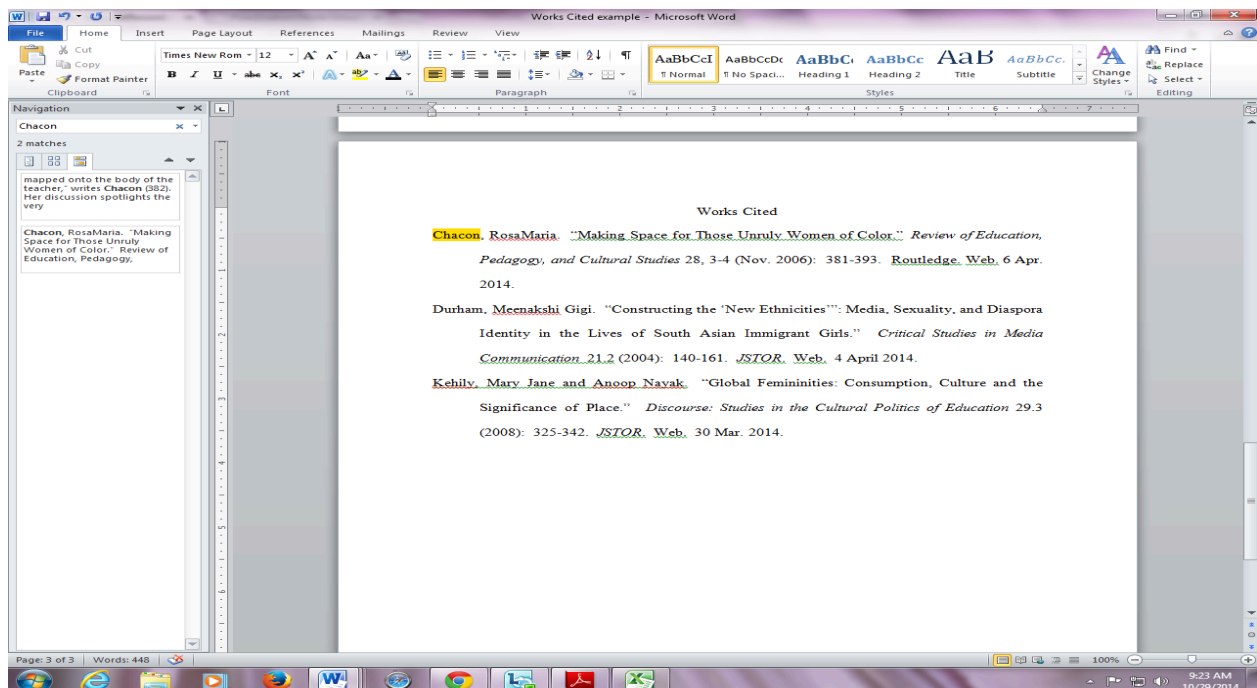 Works Cited example - Microsoft Word
File Home Insert Page Layout References Mailings Review View
Paste
Cut
Copy
Format Painter
Clipboard
Times New Rom 12
Font
Paragraph
AaBbCcI AaBbCcDc AaBbC AaBbCc AaB AaBbCc.
¶ Normal ¶ No Spaci... Heading 1 Heading 2 Title Subtitle
Change Styles
Styles
Find
Replace
Select
Editing
Navigation
Chacon
2 matches
mapped onto the body of the
teacher,” writes Chacon (382).
Her discussion spotlights the
very
Chacon, RosaMaria. “Making
Space for Those Unruly
Women of Color.” Review of
Education, Pedagogy,
1 2 3 4 5 6 7
Works Cited
Chacon, RosaMaria. “Making Space for Those Unruly Women of Color.” Review of Education,
Pedagogy, and Cultural Studies 28, 3-4 (Nov. 2006): 381-393. Routledge. Web. 6 Apr.
2014.
Durham, Meenakshi Gigi. “Constructing the ‘New Ethnicities’”: Media, Sexuality, and Diaspora
Identity in the Lives of South Asian Immigrant Girls.” Critical Studies in Media
Communication 21.2 (2004): 140-161. JSTOR. Web. 4 April 2014.
Kehily, Mary Jane and Anoop Nayak. “Global Femininities: Consumption, Culture and the
Significance of Place.” Discourse: Studies in the Cultural Politics of Education 29.3
(2008): 325-342. JSTOR. Web. 30 Mar. 2014.
Page: 3 of 3 Words: 448
100%
9:23 AM
10/29/2014